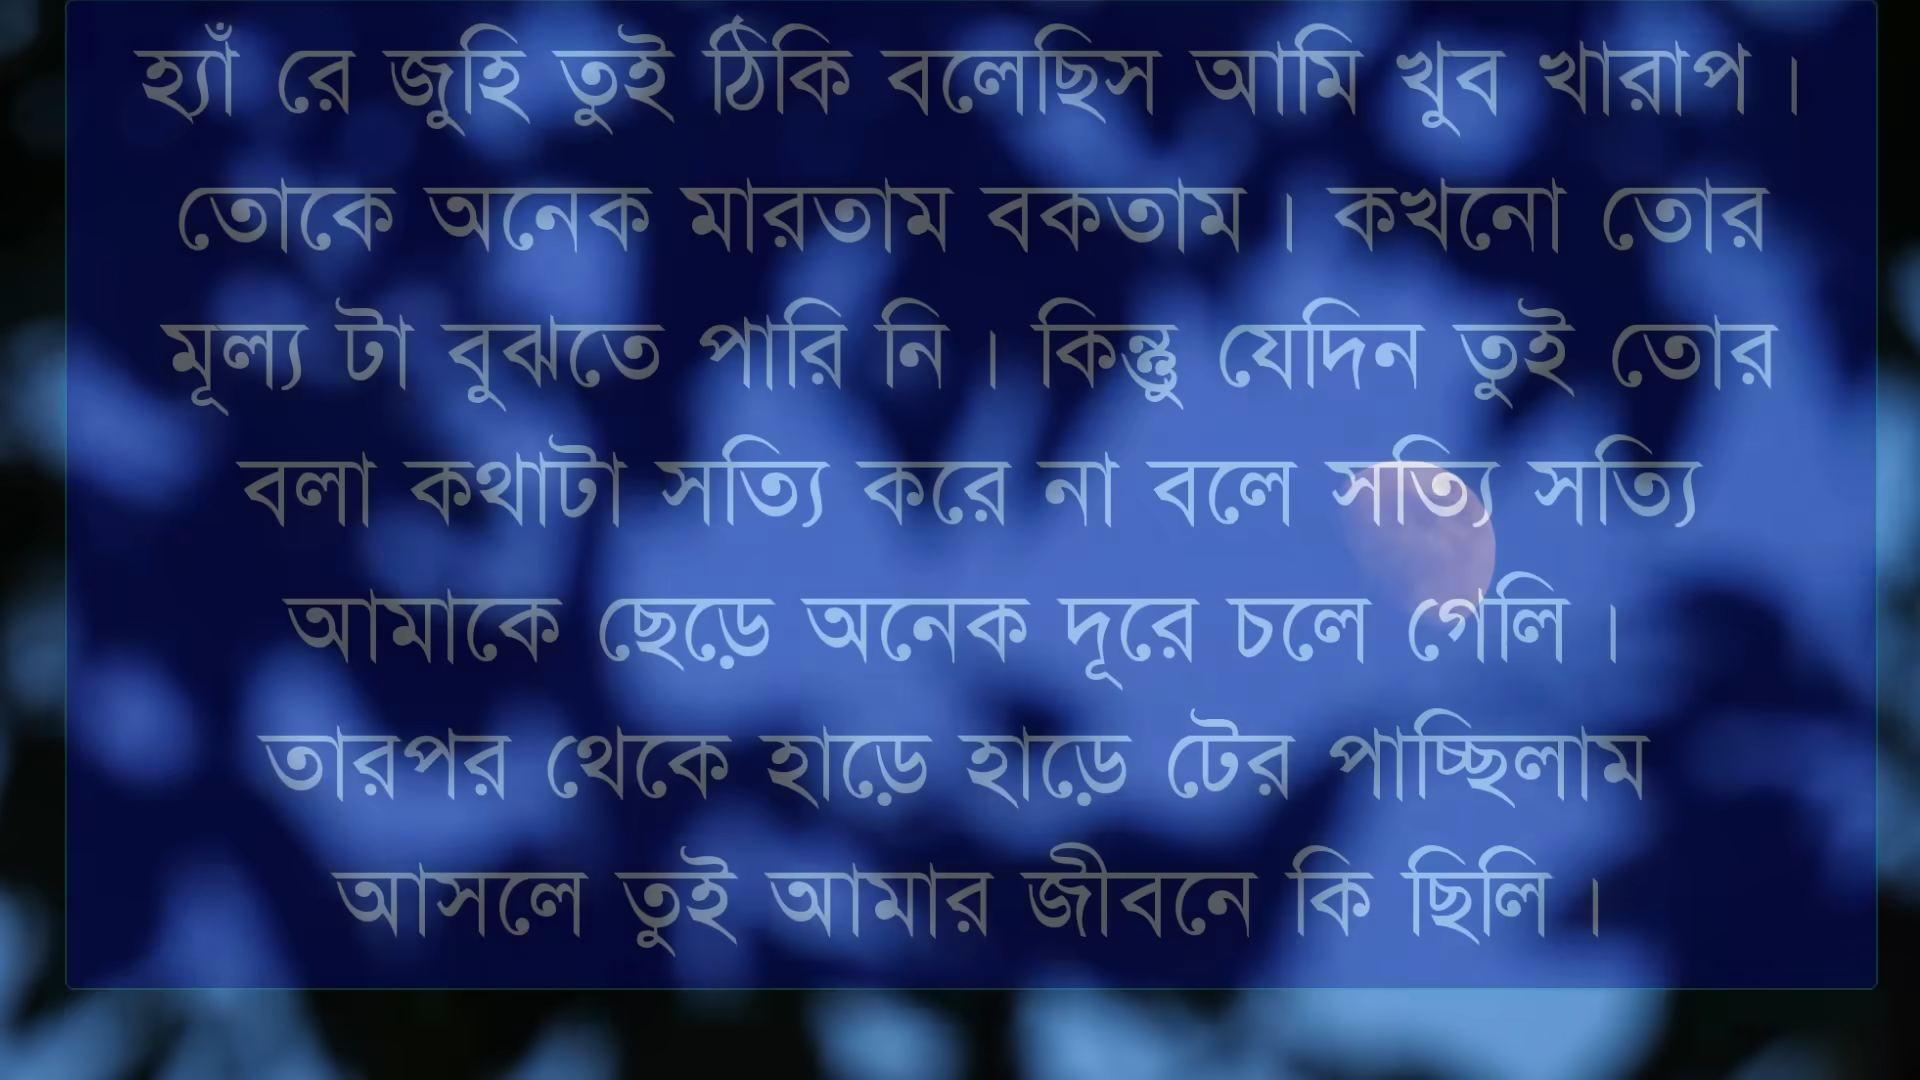 হ্যাঁ রে জুহি তুই ঠিকি বলেছিস আমি খুব খারাপ ।
তোকে অনেক মারতাম বকতাম । কখনো তোর
মূল্য টা বুঝতে পারি নি । কিন্তু যেদিন তুই তোর
বলা কথাটা সত্যি করে না বলে সত্যি সত্যি
আমাকে ছেড়ে অনেক দূরে চলে গেলি ।
তারপর থেকে হাড়ে হাড়ে টের পাচ্ছিলাম
আসলে তুই আমার জীবনে কি ছিলি ।